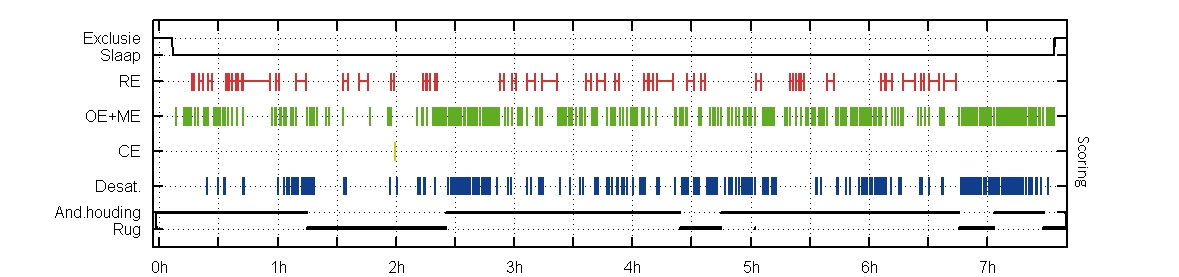 Exclusie
Slaap
RE
OE+ME
CE
Desat.
And.houding
Rug
Scoring
0h 1h 2h 3h 4h 5h 6h 7h